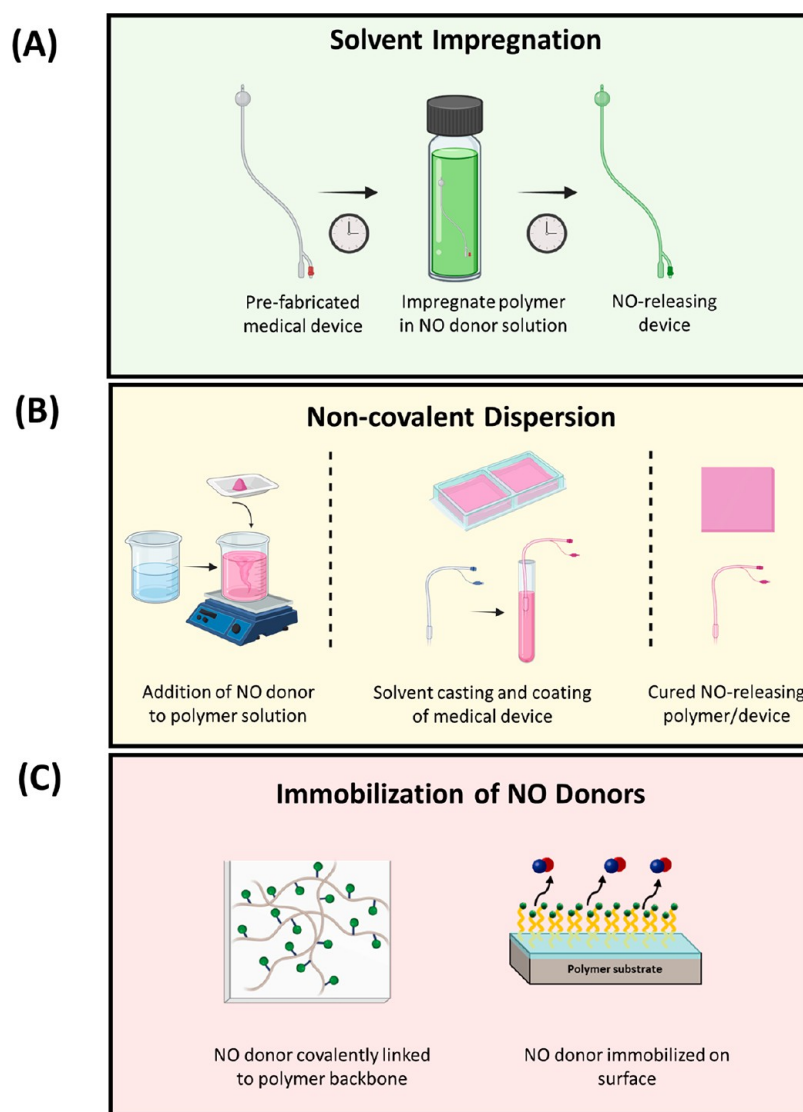 (A)
Solvent Impregnation
Pre-fabricated
medical device
Impregnate polymer
in NO donor solution
NO-releasing
device
(B)
Non-covalent Dispersion
Addition of NO donor
to polymer solution
Solvent casting and coating
of medical device
Cured NO-releasing
polymer/device
(C)
Immobilization of NO Donors
Polymer substrate
NO donor covalently linked
to polymer backbone
NO donor immobilized on
surface